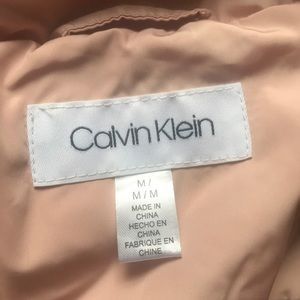 Calvin Klein
M /
M / M
MADE IN
CHINA
HECHO EN
CHINA
FABRIQUE EN
CHINE